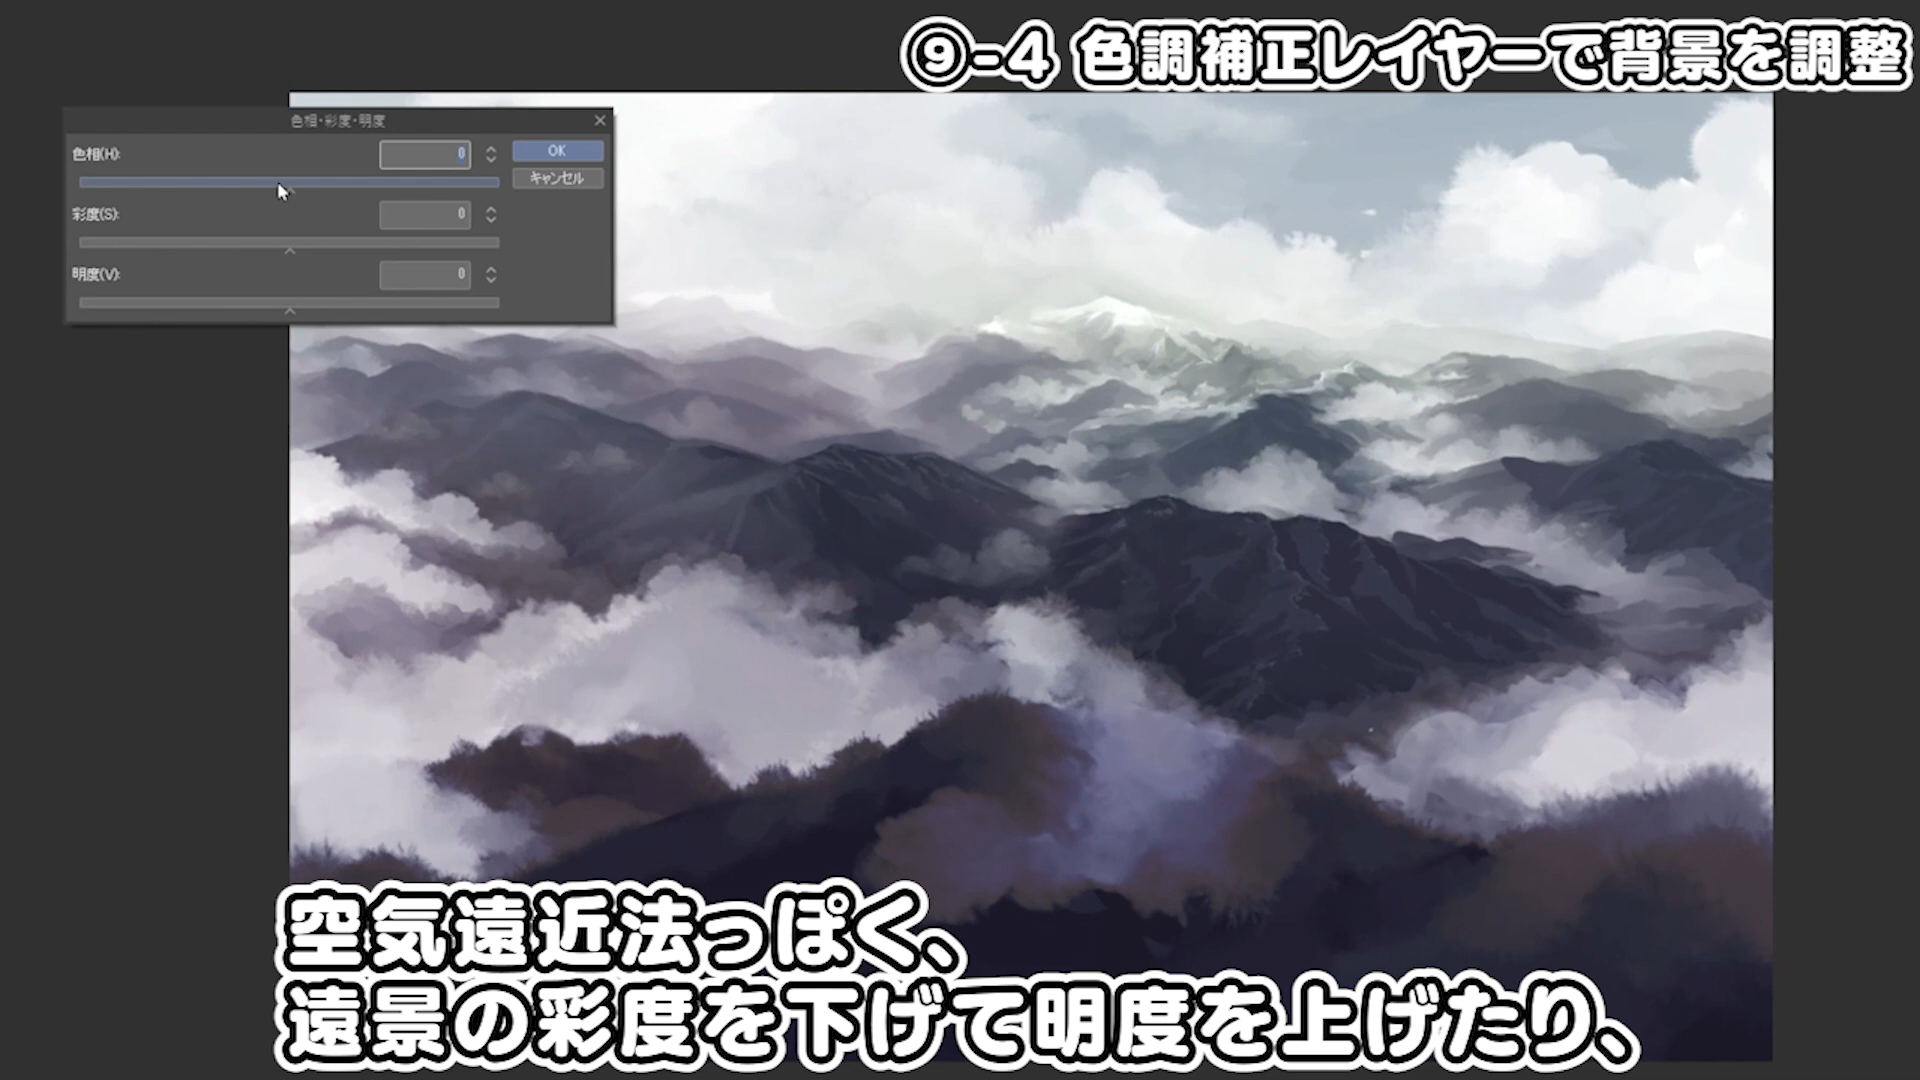 ⑨-4 色調補正レイヤーで背景を調整
色相・彩度・明度
色相(H):
0
OK
キャンセル
彩度(S):
0
明度(V):
0
空気遠近法っぽく、
遠景の彩度を下げて明度を上げたり、